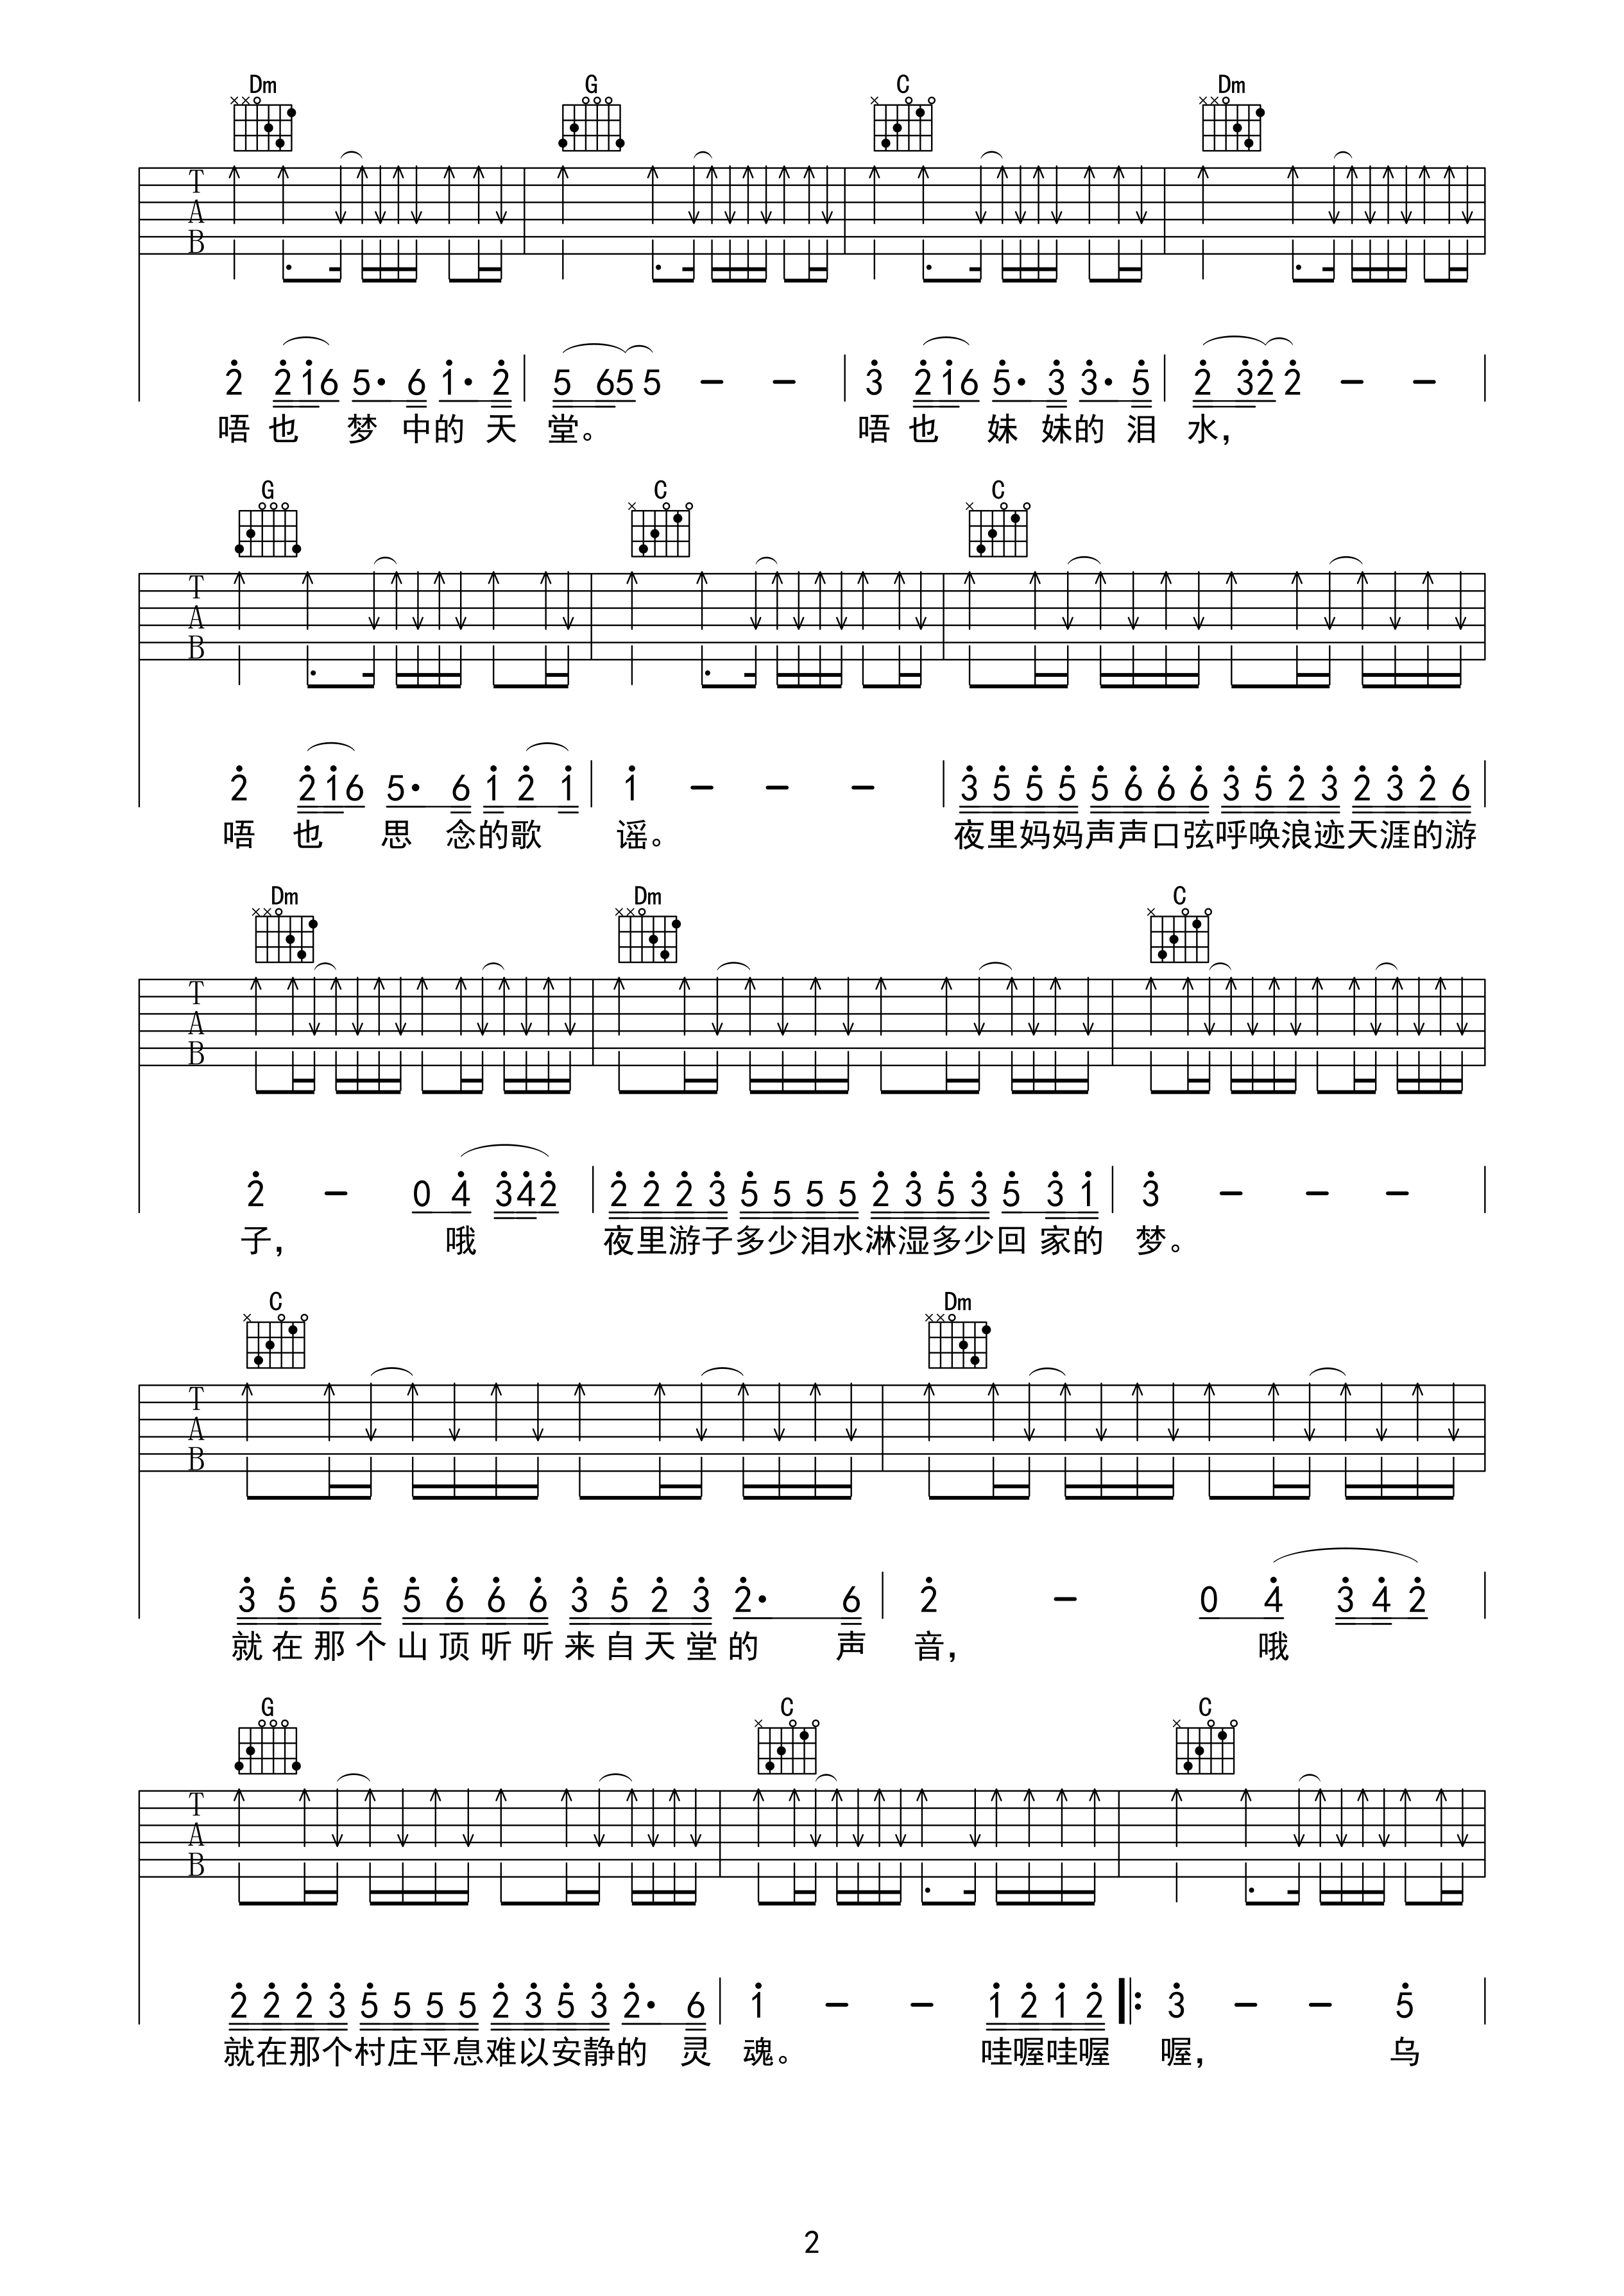 Dm G C Dm
T
A
B
2 216 5· 6 1· 2 5 65 5 - - 3 216 5· 3 3· 5 2 32 2 - -
唔 也 梦 中的 天 堂。 唔 也 妹 妹的 泪 水,
G C C
T
A
B
2 216 5· 6 1 2 1 1 - - - 3 5 5 5 5 6 6 6 3 5 2 3 2 3 2 6
唔 也 思 念的歌 谣。 夜里妈妈声声口弦呼唤浪迹天涯的游
Dm Dm C
T
A
B
2 - 0 4 342 2 2 2 3 5 5 5 5 2 3 5 3 5 3 1 3 - - -
子, 哦 夜里游子多少泪水淋湿多少回 家的 梦。
C Dm
T
A
B
3 5 5 5 5 6 6 6 3 5 2 3 2· 6 2 - 0 4 3 4 2
就在那个山顶听听来自天堂的 声 音, 哦
G C C
T
A
B
2 2 2 3 5 5 5 5 2 3 5 3 2· 6 1 - - 1 2 1 2 3 - - 5
就在那个村庄平息难以安静的 灵 魂。 哇喔哇喔 喔, 乌
2